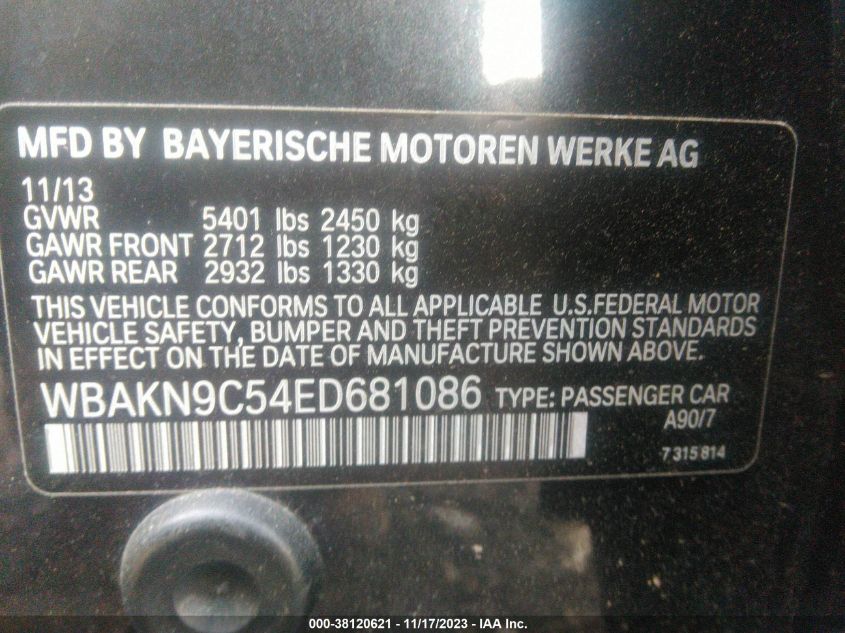 MFD BY BAYERISCHE MOTOREN WERKE AG
11/13
GVWR 5401 lbs 2450 kg
GAWR FRONT 2712 lbs 1230 kg
GAWR REAR 2932 lbs 1330 kg
THIS VEHICLE CONFORMS TO ALL APPLICABLE U.S.FEDERAL MOTOR
VEHICLE SAFETY, BUMPER AND THEFT PREVENTION STANDARDS
IN EFFECT ON THE DATE OF MANUFACTURE SHOWN ABOVE.
WBAKN9C54ED681086 TYPE: PASSENGER CAR
A90/7
7315814
000-38120621 - 11/17/2023 - IAA Inc.